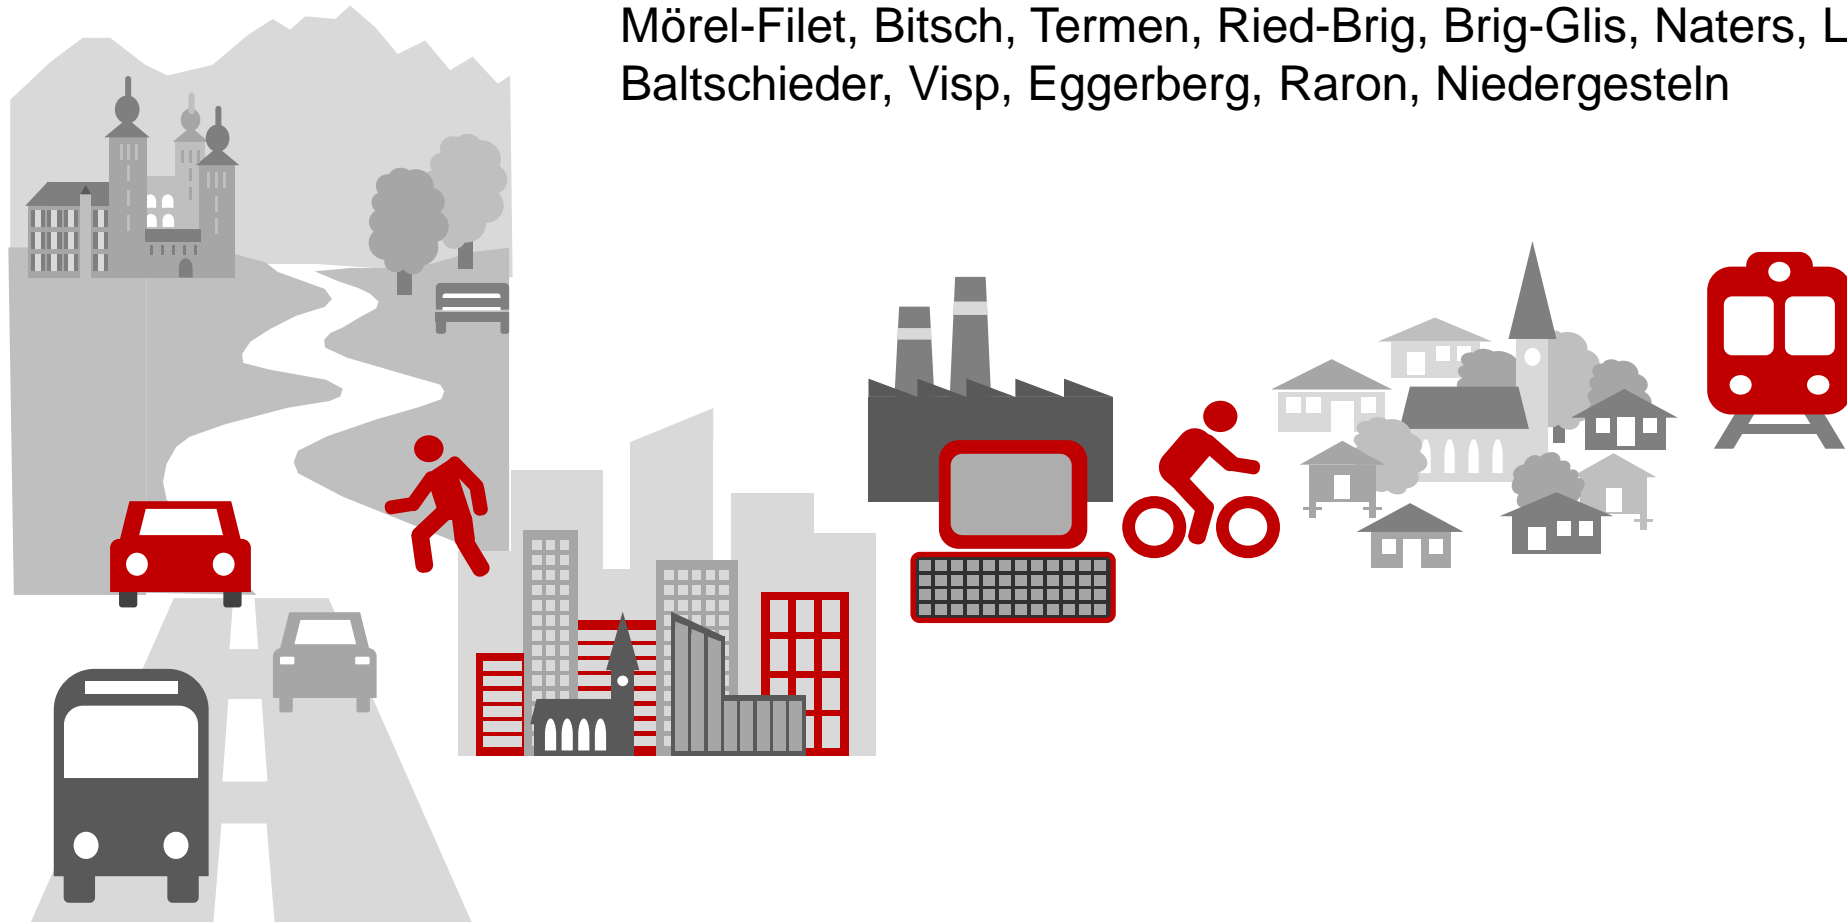 Mörel-Filet, Bitsch, Termen, Ried-Brig, Brig-Glis, Naters,
Baltschieder, Visp, Eggerberg, Raron, Niedergesteln